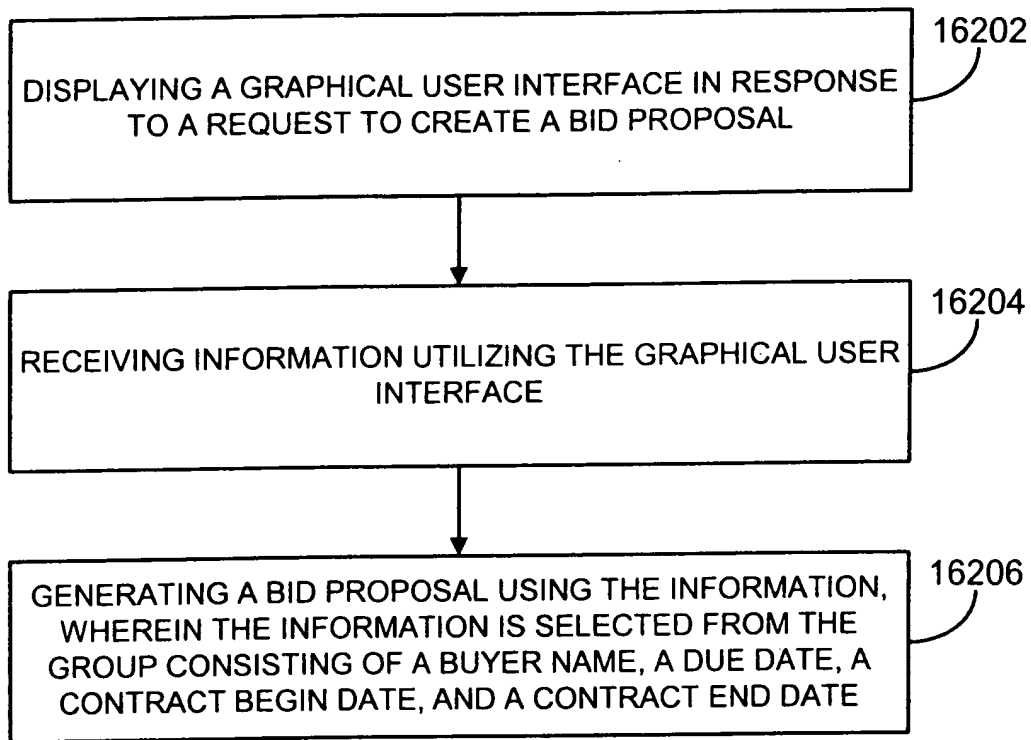 16202
DISPLAYING A GRAPHICAL USER INTERFACE IN RESPONSE
TO A REQUEST TO CREATE A BID PROPOSAL
16204
RECEIVING INFORMATION UTILIZING THE GRAPHICAL USER
INTERFACE
16206
GENERATING A BID PROPOSAL USING THE INFORMATION,
WHEREIN THE INFORMATION IS SELECTED FROM THE
GROUP CONSISTING OF A BUYER NAME, A DUE DATE, A
CONTRACT BEGIN DATE, AND A CONTRACT END DATE